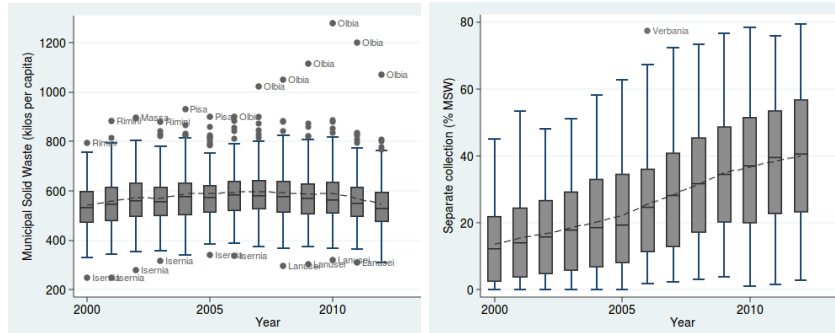 Municipal Solid Waste (kilos per capita)
1200
1000
800
600
400
200
Olbia
Olbia
Olbia
Olbia
Olbia
Olbia
Rimini
Rimini
Massa
Rimini
Pisa
Pisa
Olbia
Isernia
Isernia
Isernia
Isernia
Isernia
Isernia
Lanusei
Lanusei
Olbia
Lanusei
2000
2005
2010
Year
Separate collection (% MSW)
80
60
40
20
0
Verbania
2000
2005
2010
Year